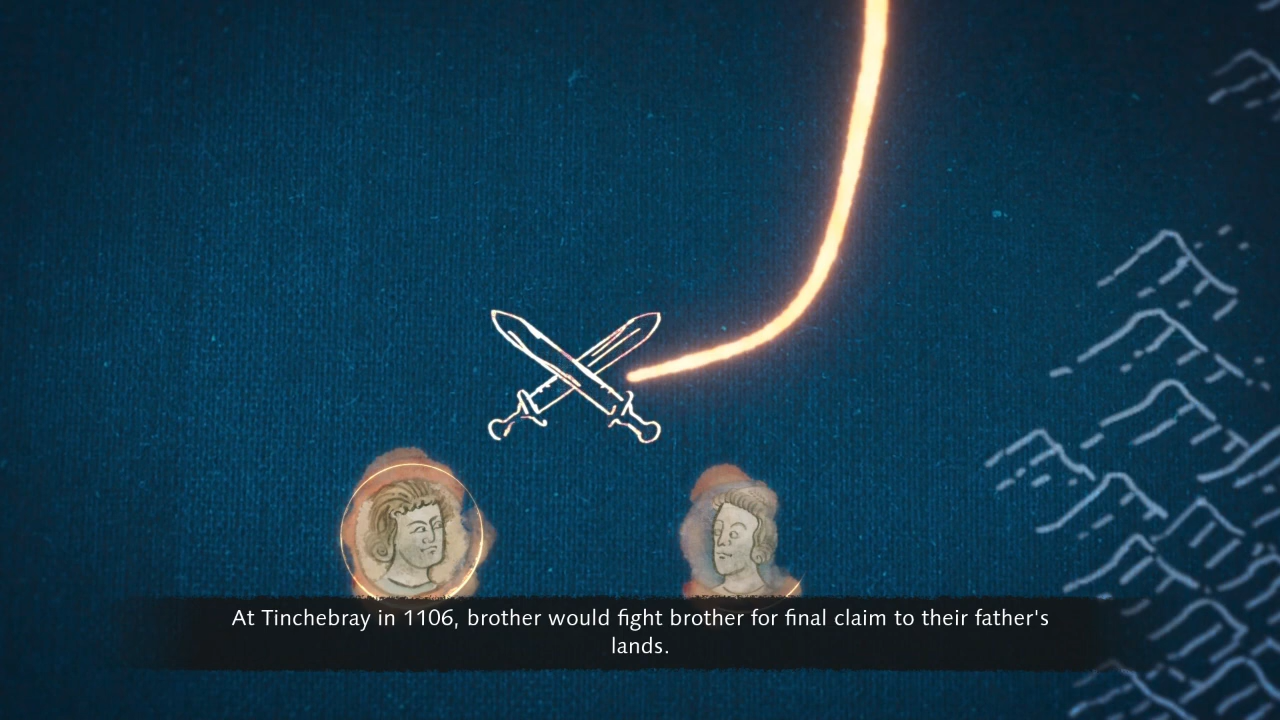 At Tinchebray in 1106, brother would fight brother for final claim to their father's
lands.